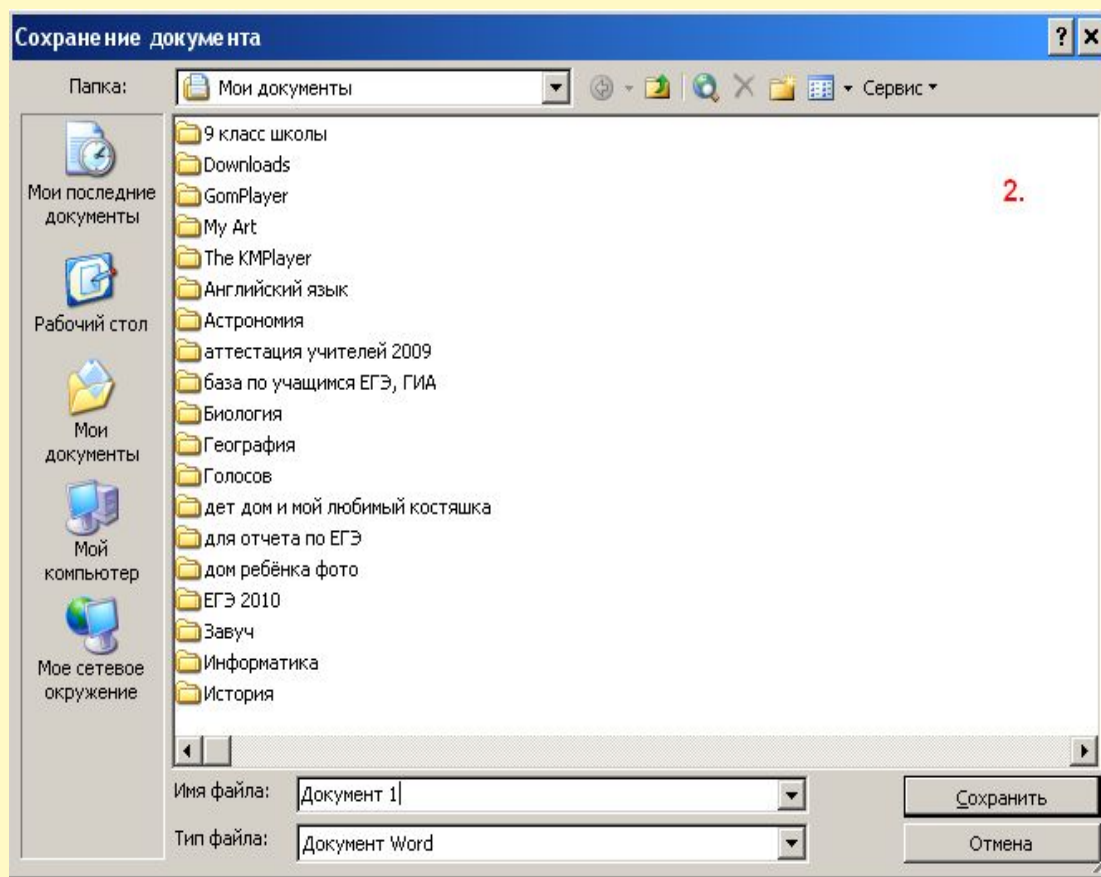 Сохранение документа
Папка: Мои документы Сервис
Мои последние
документы
Рабочий стол
Мои
документы
Мой
компьютер
Мое сетевое
окружение
9 класс школы
Downloads
GomPlayer
My Art
The KMPlayer
Английский язык
Астрономия
аттестация учителей 2009
база по учащимся ЕГЭ, ГИА
Биология
География
Голосов
дет дом и мой любимый костяшка
для отчета по ЕГЭ
дом ребёнка фото
ЕГЭ 2010
Завуч
Информатика
История
2.
Имя файла: Документ 1 Сохранить
Тип файла: Документ Word Отмена